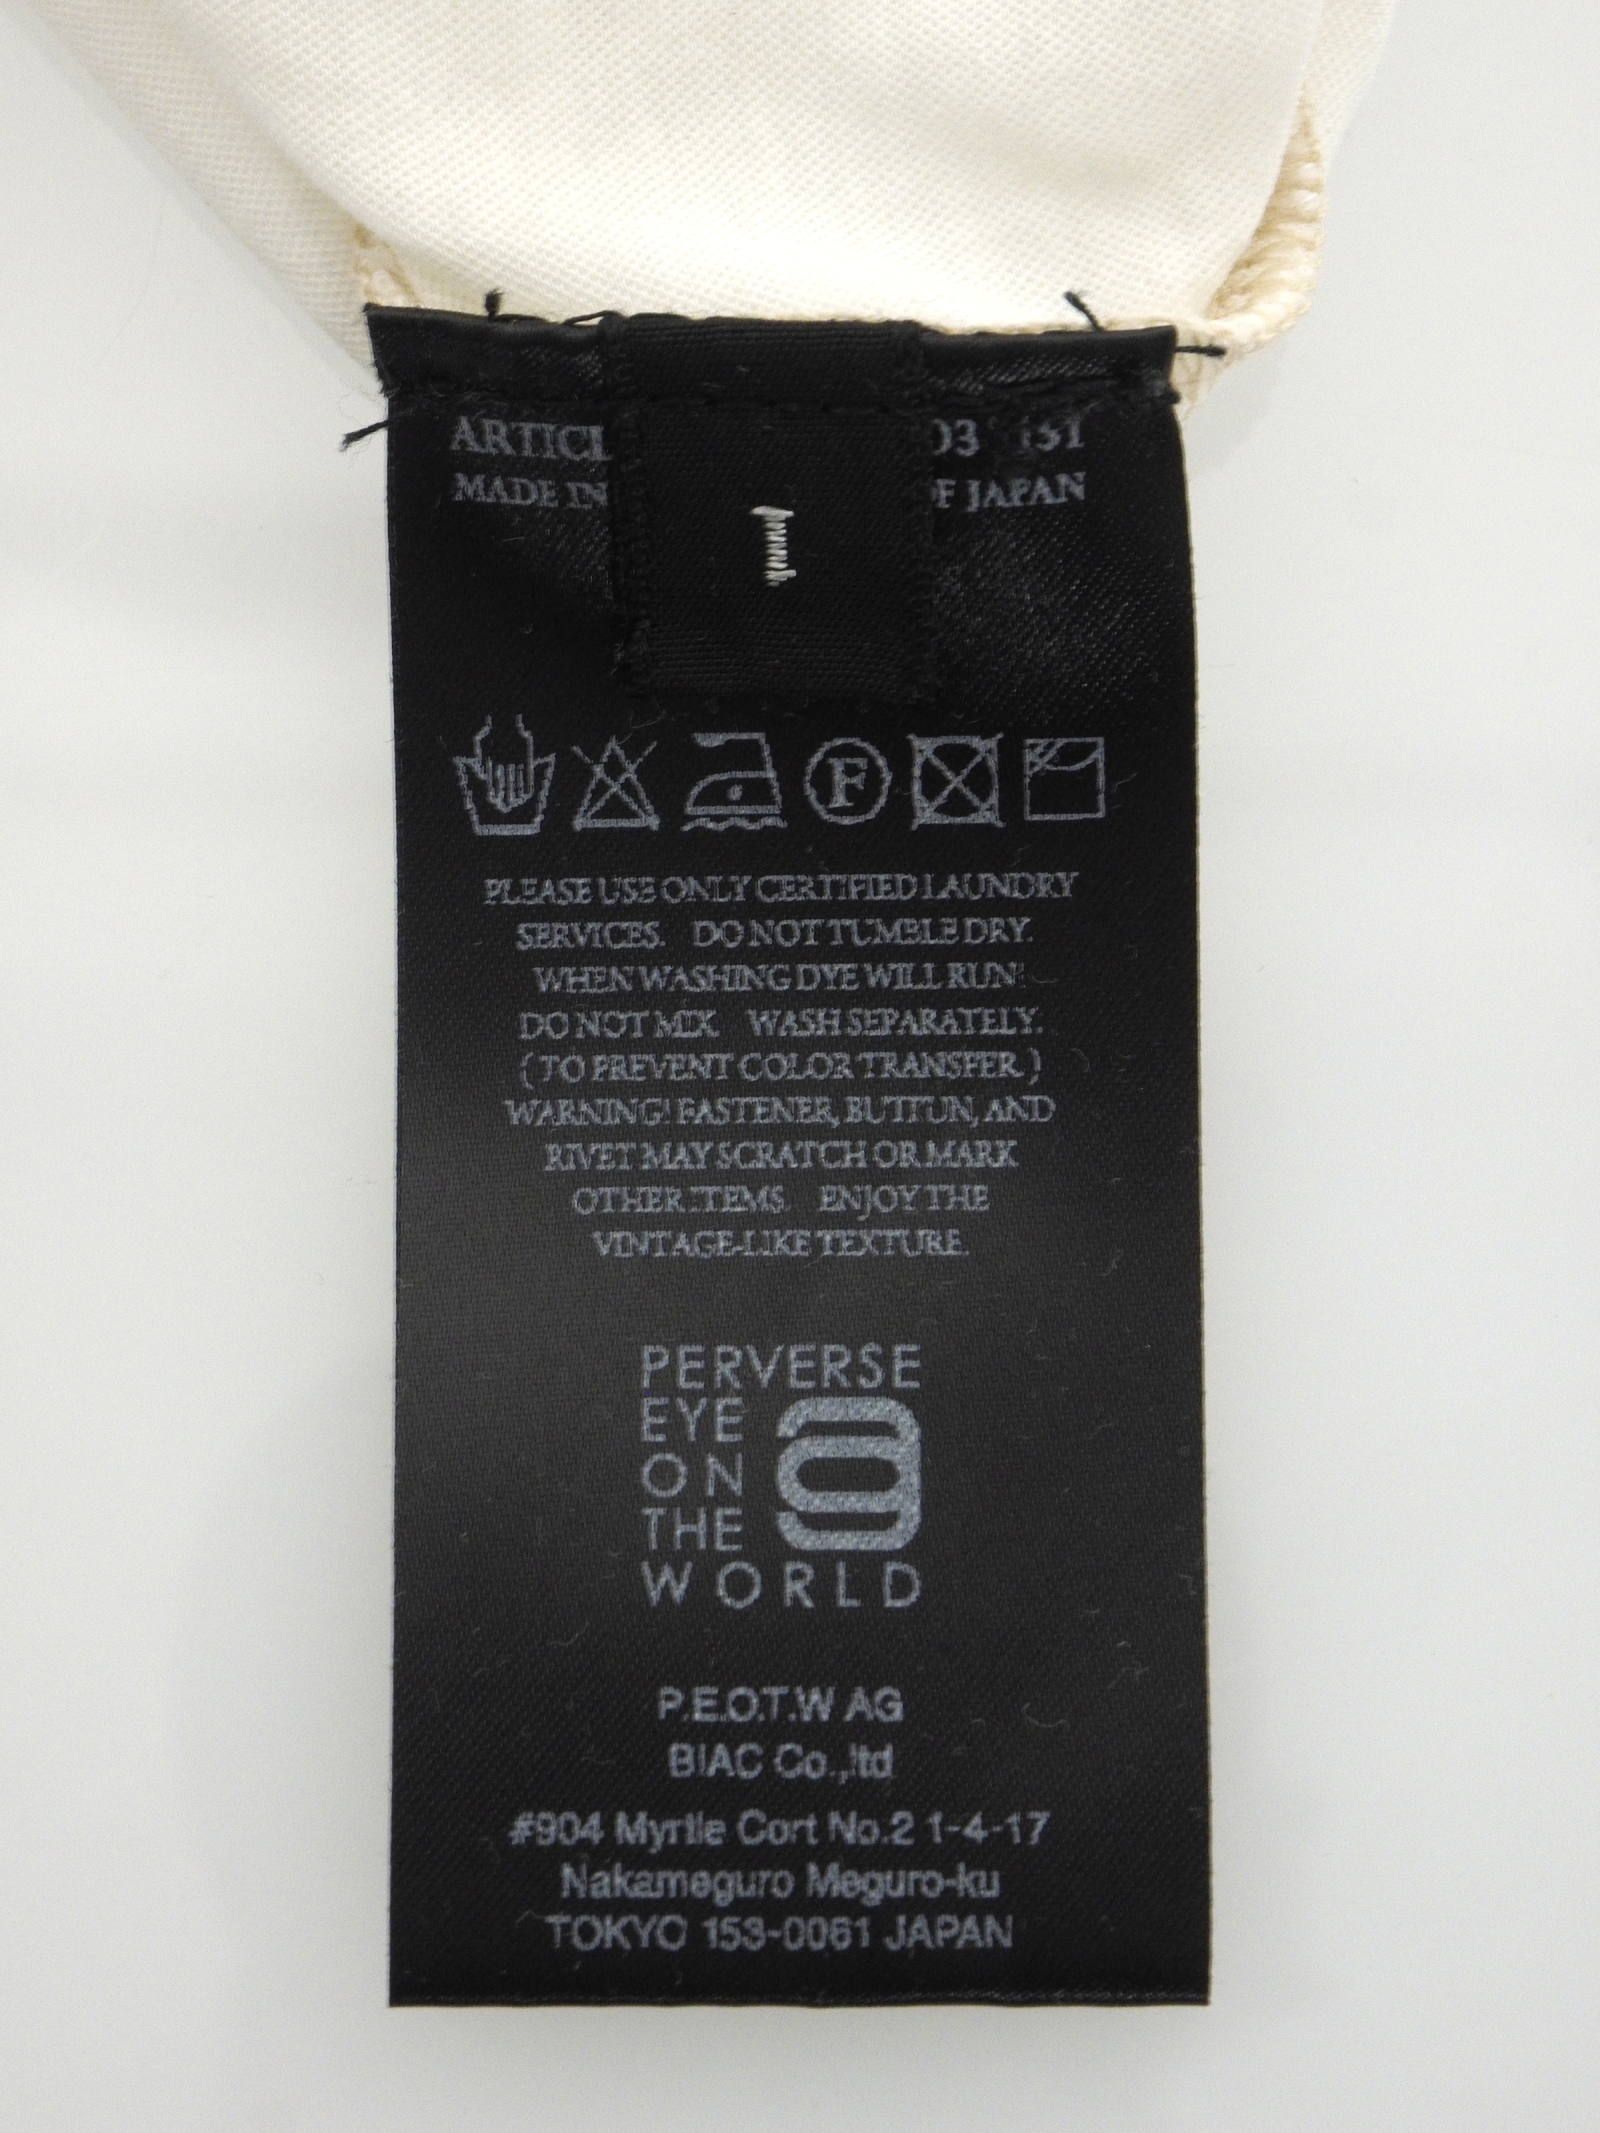 03 151
MADE IN
JAPAN
1
F
PLEASE USE ONLY CERTIFIED LAUNDRY
SERVICES. DO NOT TUMBLE DRY.
WHEN WASHING DYE WILL RUN!
DO NOT MIX. WASH SEPARATELY.
( TO PREVENT COLOR TRANSFER. )
WARNING! FASTENER, BUTTUN, AND
RIVET MAY SCRATCH OR MARK
OTHER ITEMS. ENJOY THE
VINTAGE-LIKE TEXTURE.
PERVERSE
EYE
ON
THE
WORLD
P.E.O.T.W AG
BIAC Co.,ltd
#904 Myrtle Cort No.2 1-4-17
Nakameguro Meguro-ku
TOKYO 153-0061 JAPAN